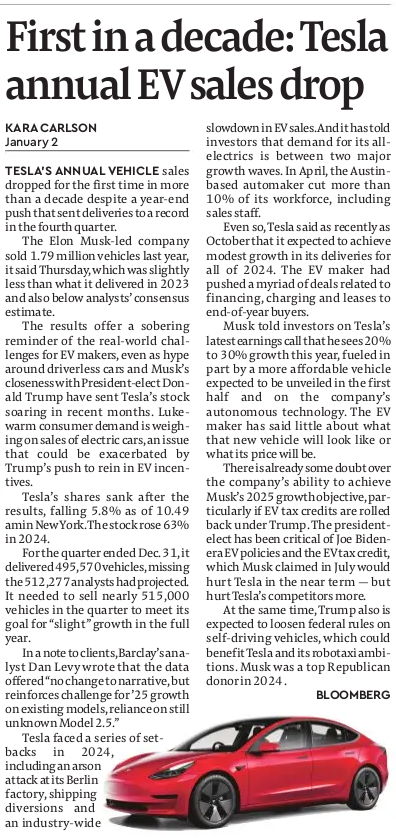 First in a decade: Tesla
annual EV sales drop
KARA CARLSON
January 2
TESLA'S ANNUAL VEHICLE sales
dropped for the first time in more
than a decade despite a year-end
push that sent deliveries to a record
in the fourth quarter.
The Elon Musk-led company
sold 1.79 million vehicles last year,
it said Thursday, which was slightly
less than what it delivered in 2023
and also below analysts' consensus
estimate.
The results offer a sobering
reminder of the real-world chal-
lenges for EV makers, even as hype
around driverless cars and Musk's
closeness with President-elect Don-
ald Trump have sent Tesla's stock
soaring in recent months. Luke-
warm consumer demand is weigh-
ing on sales of electric cars, an issue
that could be exacerbated by
Trump's push to rein in EV incen-
tives.
Tesla's shares sank after the
results, falling 5.8% as of 10.49
am in New York. The stock rose 63%
in 2024.
For the quarter ended Dec. 31, it
delivered 495,570 vehicles, missing
the 512,277 analysts had projected.
It needed to sell nearly 515,000
vehicles in the quarter to meet its
goal for "slight" growth in the full
year.
In a note to clients, Barclay's ana-
lyst Dan Levy wrote that the data
offered "no change to narrative, but
reinforces challenge for '25 growth
on existing models, reliance on still
unknown Model 2.5."
Tesla faced a series of set-
backs in 2024,
including an arson
attack at its Berlin
factory, shipping
diversions and
an industry-wide
slowdown in EV sales. And it has told
investors that demand for its all-
electrics is between two major
growth waves. In April, the Austin-
based automaker cut more than
10% of its workforce, including
sales staff.
Even so, Tesla said as recently as
October that it expected to achieve
modest growth in its deliveries for
all of 2024. The EV maker had
pushed a myriad of deals related to
financing, charging and leases to
end-of-year buyers.
Musk told investors on Tesla's
latest earnings call that he sees 20%
to 30% growth this year, fueled in
part by a more affordable vehicle
expected to be unveiled in the first
half and on the company's
autonomous technology. The EV
maker has said little about what
that new vehicle will look like or
what its price will be.
There is already some doubt over
the company's ability to achieve
Musk's 2025 growth objective, par-
ticularly if EV tax credits are rolled
back under Trump. The president-
elect has been critical of Joe Biden-
era EV policies and the EV tax credit,
which Musk claimed in July would
hurt Tesla in the near term — but
hurt Tesla's competitors more.
At the same time, Trump also is
expected to loosen federal rules on
self-driving vehicles, which could
benefit Tesla and its robotaxi ambi-
tions. Musk was a top Republican
donor in 2024 .
BLOOMBERG